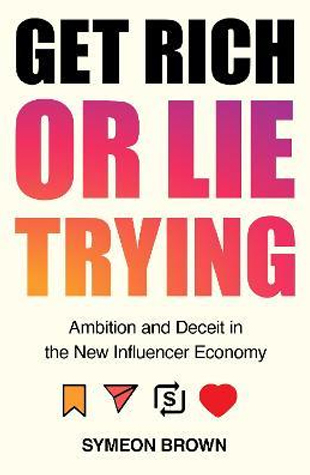 GET RICH
OR LIE
TRYING
Ambition and Deceit in
the New Influencer Economy
S
SYMEON BROWN